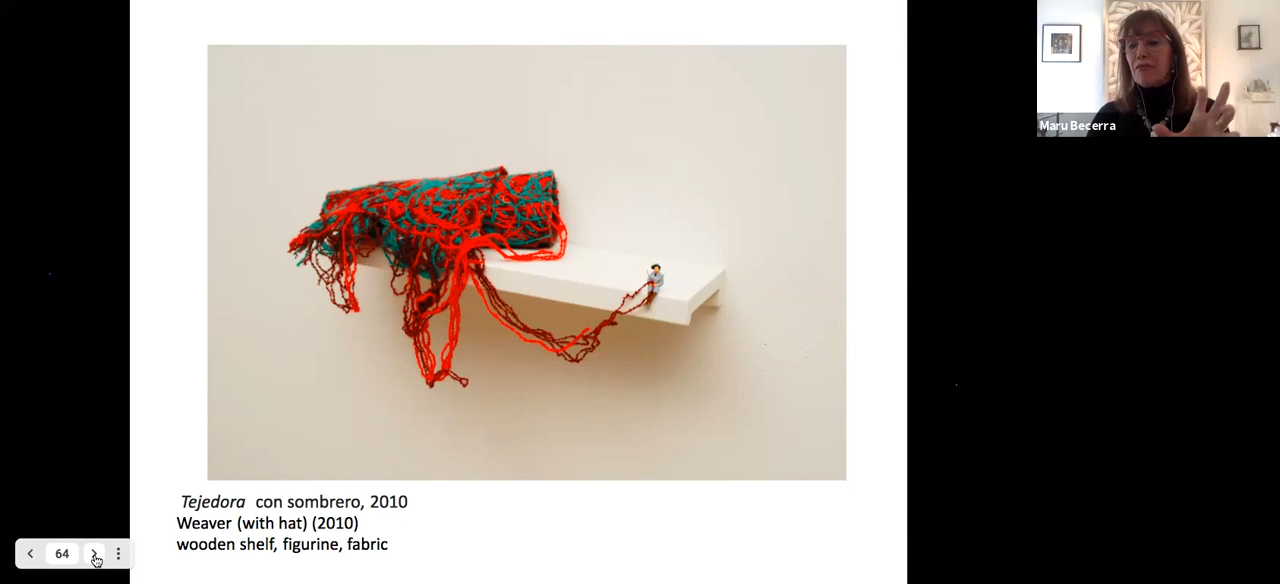 Maru Becerra
Tejedora con sombrero, 2010
Weaver (with hat) (2010)
wooden shelf, figurine, fabric
64